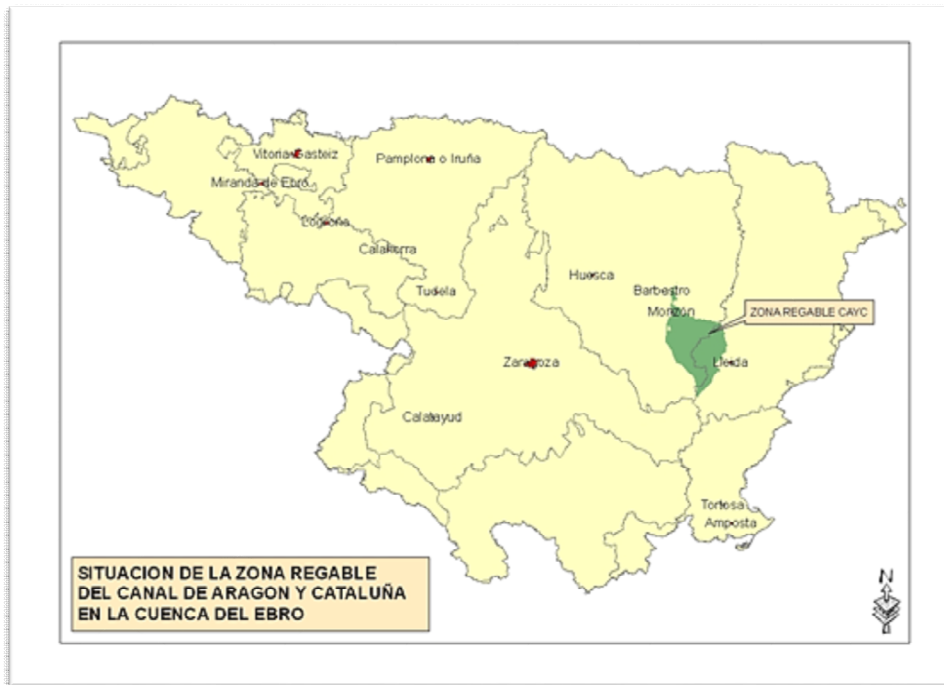 Vitoria-Gasteiz
Pamplona o Iruña
Miranda de Ebro
Logroño
Calahorra
Tudela
Huesca
Barbastro
Monzón
ZONA REGABLE CAYC
Zaragoza
Lleida
Calatayud
Tortosa
Amposta
SITUACION DE LA ZONA REGABLE
DEL CANAL DE ARAGON Y CATALUÑA
EN LA CUENCA DEL EBRO
N